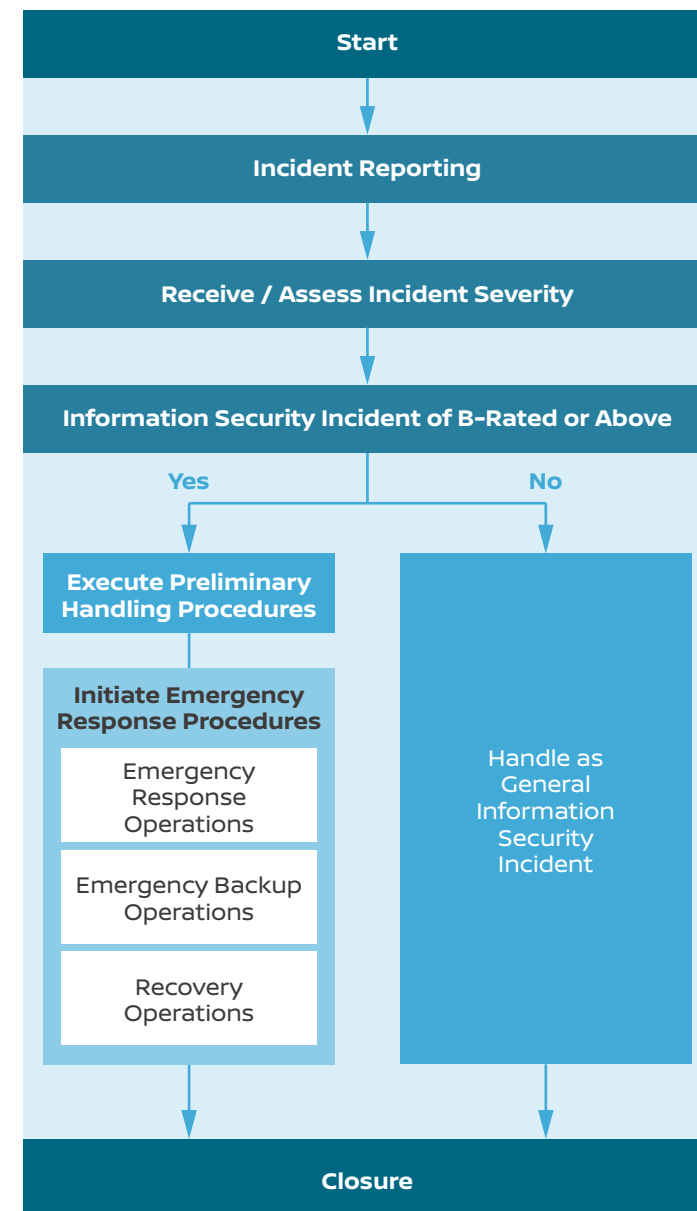 Start
Incident Reporting
Receive / Assess Incident Severity
Information Security Incident of B-Rated or Above
Yes
No
Execute Preliminary
Handling Procedures
Initiate Emergency
Response Procedures
Emergency
Response
Operations
Emergency Backup
Operations
Recovery
Operations
Handle as
General
Information
Security
Incident
Closure